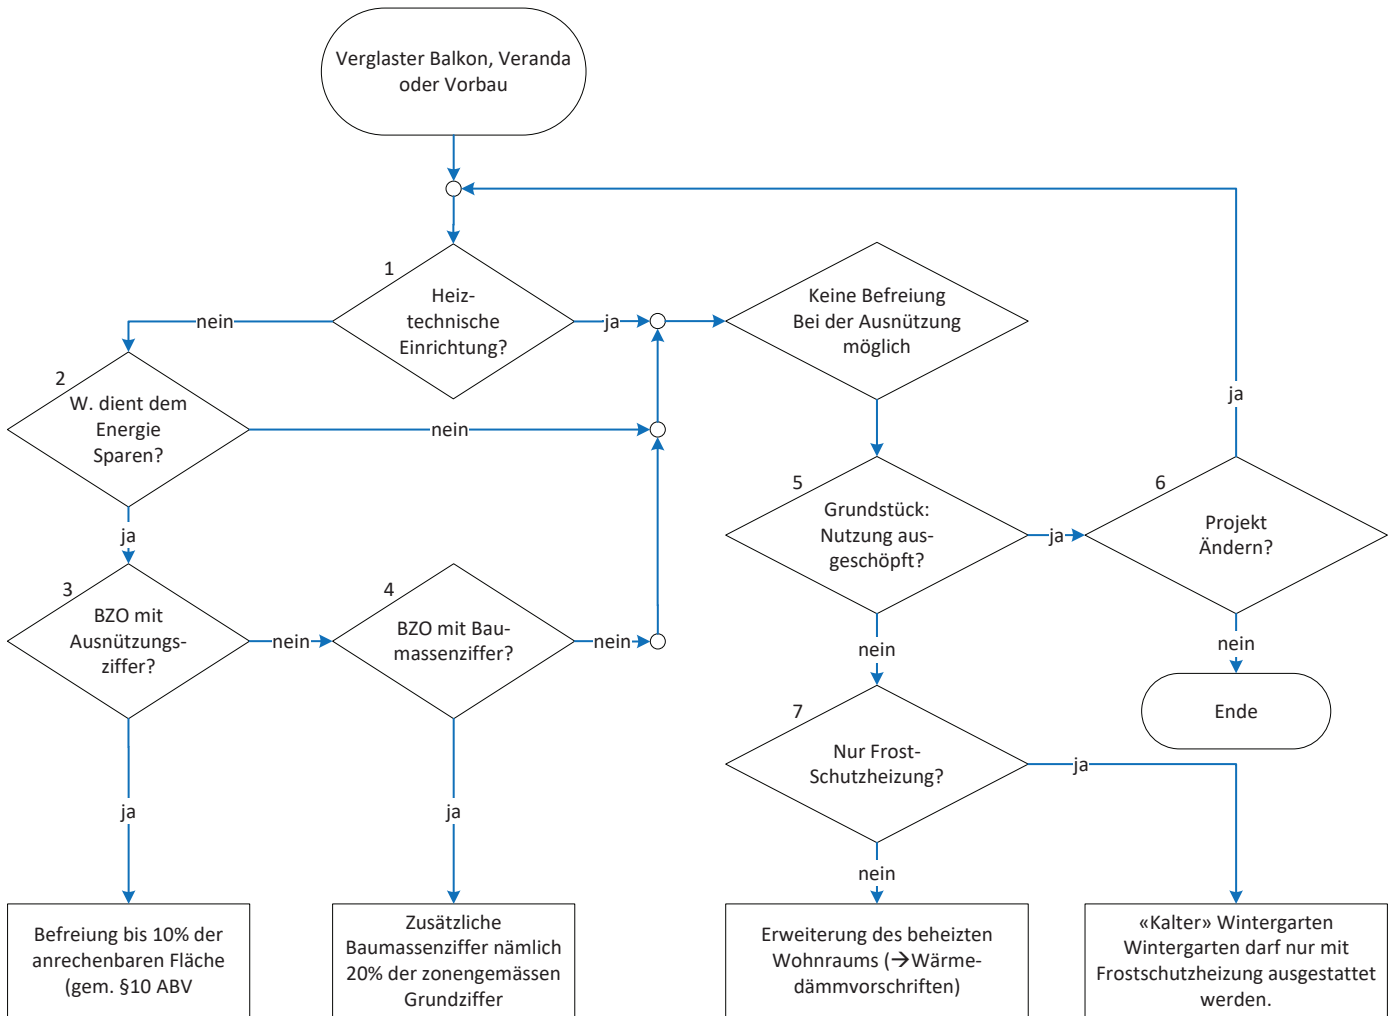 Verglaster Balkon, Veranda
oder Vorbau
1
Heiz-
technische
Einrichtung?
nein
ja
Keine Befreiung
Bei der Ausnützung
möglich
2
W. dient dem
Energie
Sparen?
nein
ja
ja
5
Grundstück:
Nutzung aus-
geschöpft?
ja
6
Projekt
Ändern?
3
BZO mit
Ausnützungs-
ziffer?
nein
4
BZO mit Bau-
massenziffer?
nein
nein
nein
Ende
7
Nur Frost-
Schutzheizung?
ja
ja
ja
nein
Befreiung bis 10% der
anrechenbaren Fläche
(gem. §10 ABV
Zusätzliche
Baumassenziffer nämlich
20% der zonengemässen
Grundziffer
Erweiterung des beheizten
Wohnraums (→Wärme-
dämmvorschriften)
«Kalter» Wintergarten
Wintergarten darf nur mit
Frostschutzheizung ausgestattet
werden.